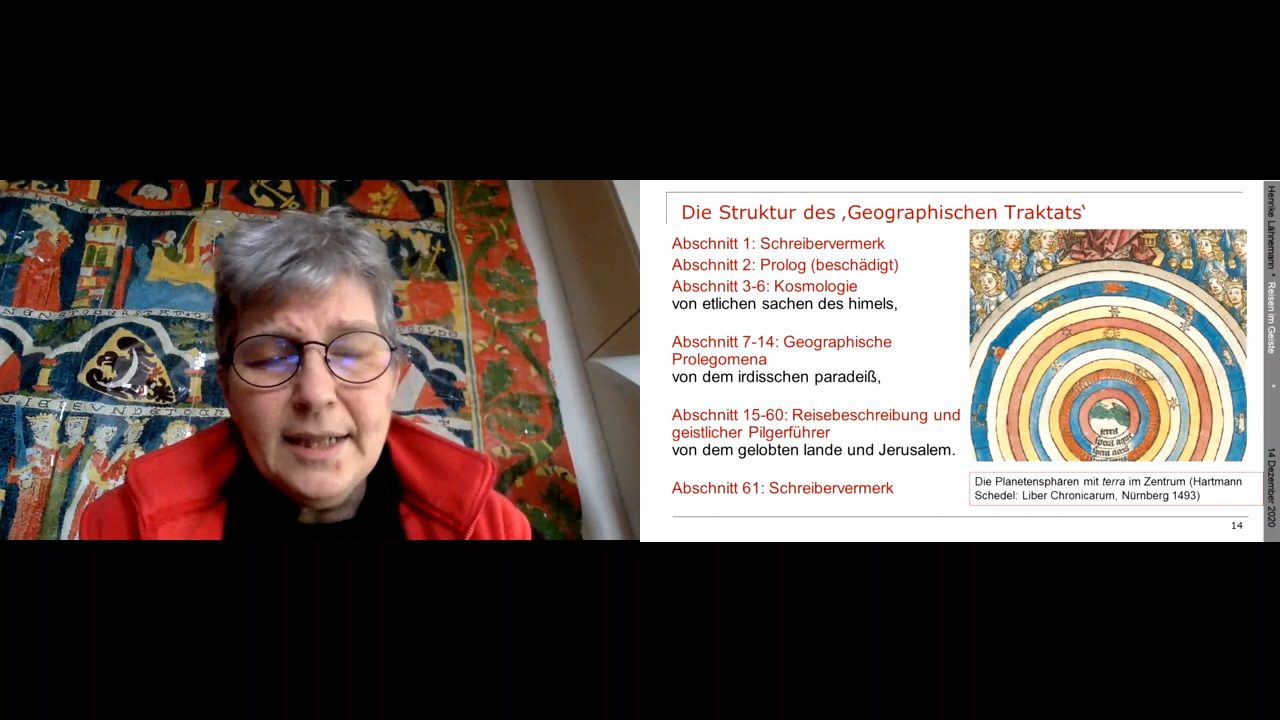 Die Struktur des ‚Geographischen Traktats‘
Abschnitt 1: Schreibervermerk
Abschnitt 2: Prolog (beschädigt)
Abschnitt 3-6: Kosmologie
von etlichen sachen des himels,
Abschnitt 7-14: Geographische
Prolegomena
von dem irdisschen paradeiß,
Abschnitt 15-60: Reisebeschreibung und
geistlicher Pilgerführer
von dem gelobten lande und Jerusalem.
Abschnitt 61: Schreibervermerk
terra
Die Planetensphären mit terra im Zentrum (Hartmann
Schedel: Liber Chronicarum, Nürnberg 1493)
14
Henrike Lähnemann * Reisen im Geiste * 14 Dezember 2020